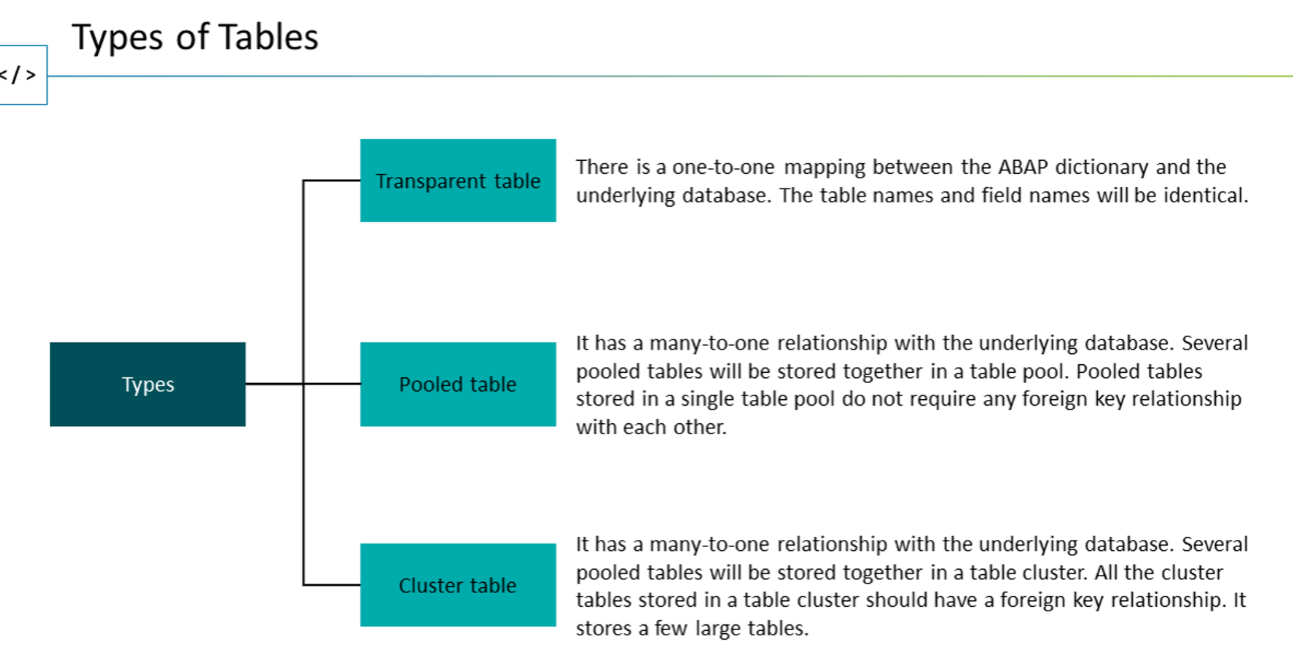 Types of Tables
</>
Transparent table
There is a one-to-one mapping between the ABAP dictionary and the
underlying database. The table names and field names will be identical.
Types
Pooled table
It has a many-to-one relationship with the underlying database. Several
pooled tables will be stored together in a table pool. Pooled tables
stored in a single table pool do not require any foreign key relationship
with each other.
Cluster table
It has a many-to-one relationship with the underlying database. Several
pooled tables will be stored together in a table cluster. All the cluster
tables stored in a table cluster should have a foreign key relationship. It
stores a few large tables.